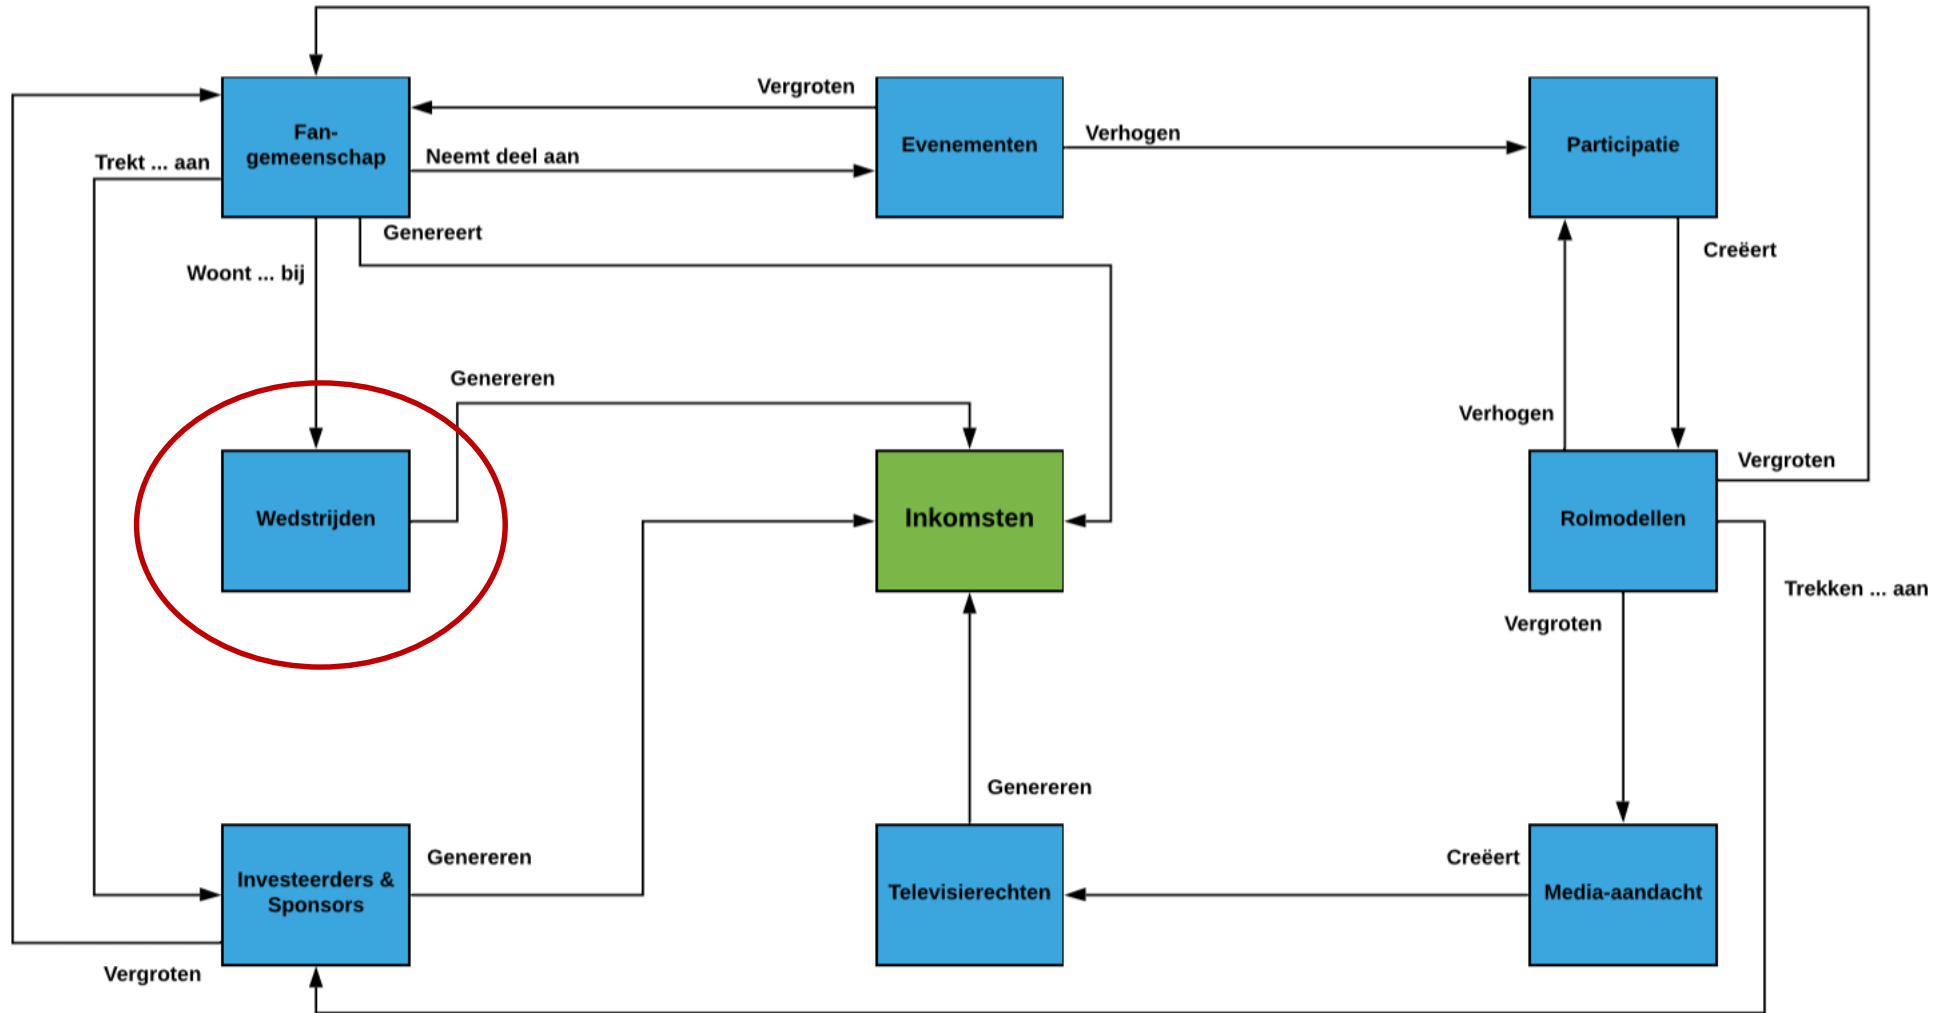 Vergroten
Fan-
gemeenschap
Evenementen
Verhogen
Participatie
Trekt ... aan
Neemt deel aan
Genereert
Creëert
Woont ... bij
Genereren
Verhogen
Vergroten
Wedstrijden
Inkomsten
Rolmodellen
Trekken ... aan
Vergroten
Genereren
Genereren
Creëert
Investeerders &
Sponsors
Televisierechten
Media-aandacht
Vergroten